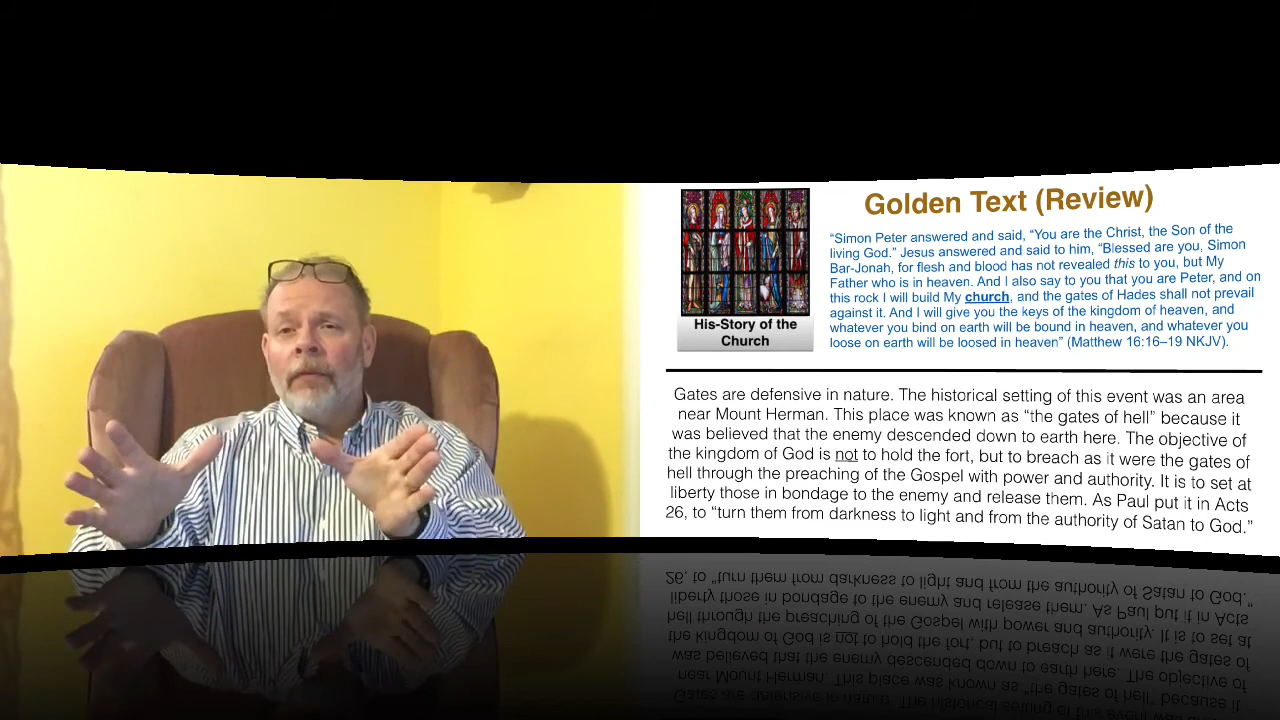 Golden Text (Review)
“Simon Peter answered and said, “You are the Christ, the Son of the
living God.” Jesus answered and said to him, “Blessed are you, Simon
Bar-Jonah, for flesh and blood has not revealed this to you, but My
Father who is in heaven. And I also say to you that you are Peter, and on
this rock I will build My church, and the gates of Hades shall not prevail
against it. And I will give you the keys of the kingdom of heaven, and
whatever you bind on earth will be bound in heaven, and whatever you
loose on earth will be loosed in heaven” (Matthew 16:16–19 NKJV).
His-Story of the
Church
Gates are defensive in nature. The historical setting of this event was an area
near Mount Herman. This place was known as “the gates of hell” because it
was believed that the enemy descended down to earth here. The objective of
the kingdom of God is not to hold the fort, but to breach as it were the gates of
hell through the preaching of the Gospel with power and authority. It is to set at
liberty those in bondage to the enemy and release them. As Paul put it in Acts
26, to “turn them from darkness to light and from the authority of Satan to God.”